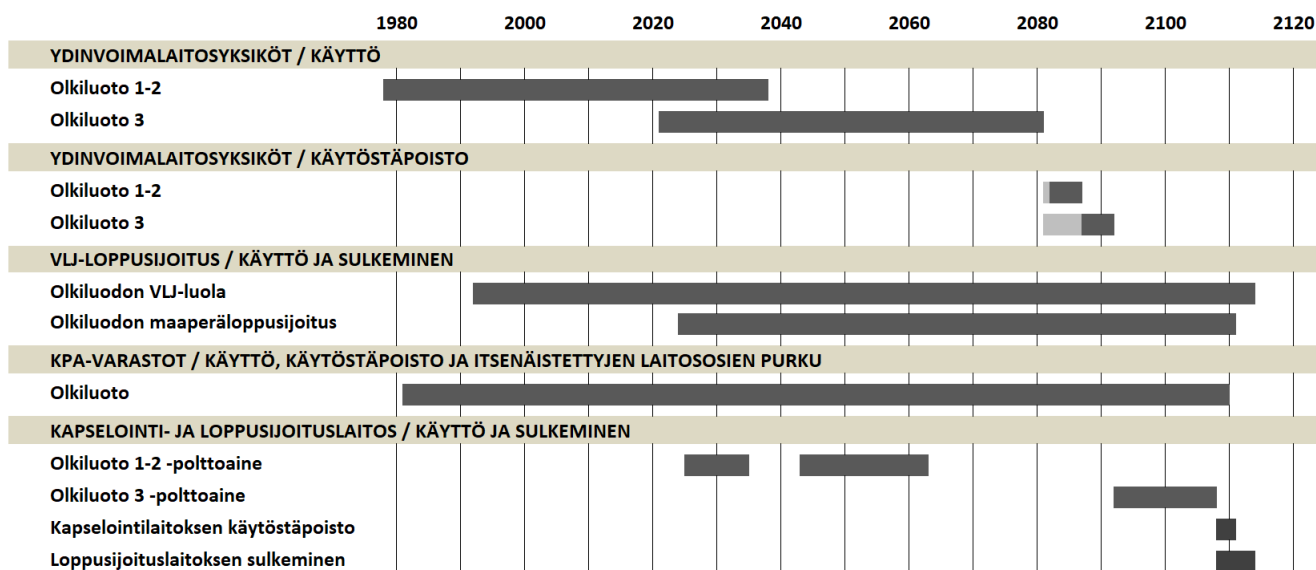 1980 2000 2020 2040 2060 2080 2100 2120
YDINVOIMALAITOSYKSIKÖT / KÄYTTÖ
Olkiluoto 1-2
Olkiluoto 3
YDINVOIMALAITOSYKSIKÖT / KÄYTÖSTÄPOISTO
Olkiluoto 1-2
Olkiluoto 3
VLJ-LOPPUSIJOITUS / KÄYTTÖ JA SULKEMINEN
Olkiluodon VLJ-luola
Olkiluodon maaperäloppusijoitus
KPA-VARASTOT / KÄYTTÖ, KÄYTÖSTÄPOISTO JA ITSENÄISTETTYJEN LAITOSOSIEN PURKU
Olkiluoto
KAPSELOINTI- JA LOPPUSIJOITUSLAITOS / KÄYTTÖ JA SULKEMINEN
Olkiluoto 1-2 -polttoaine
Olkiluoto 3 -polttoaine
Kapselointilaitoksen käytöstäpoisto
Loppusijoituslaitoksen sulkeminen